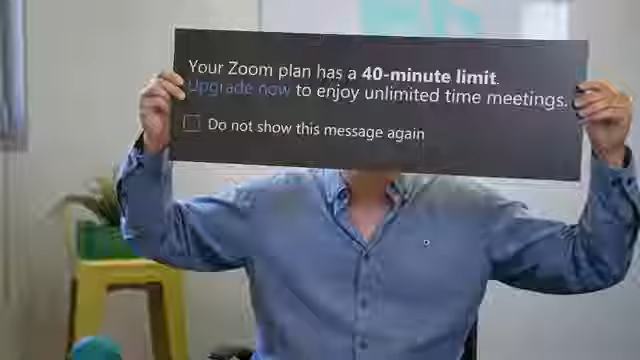 Your Zoom plan has a 40-minute limit.
Upgrade now to enjoy unlimited time meetings.
Do not show this message again